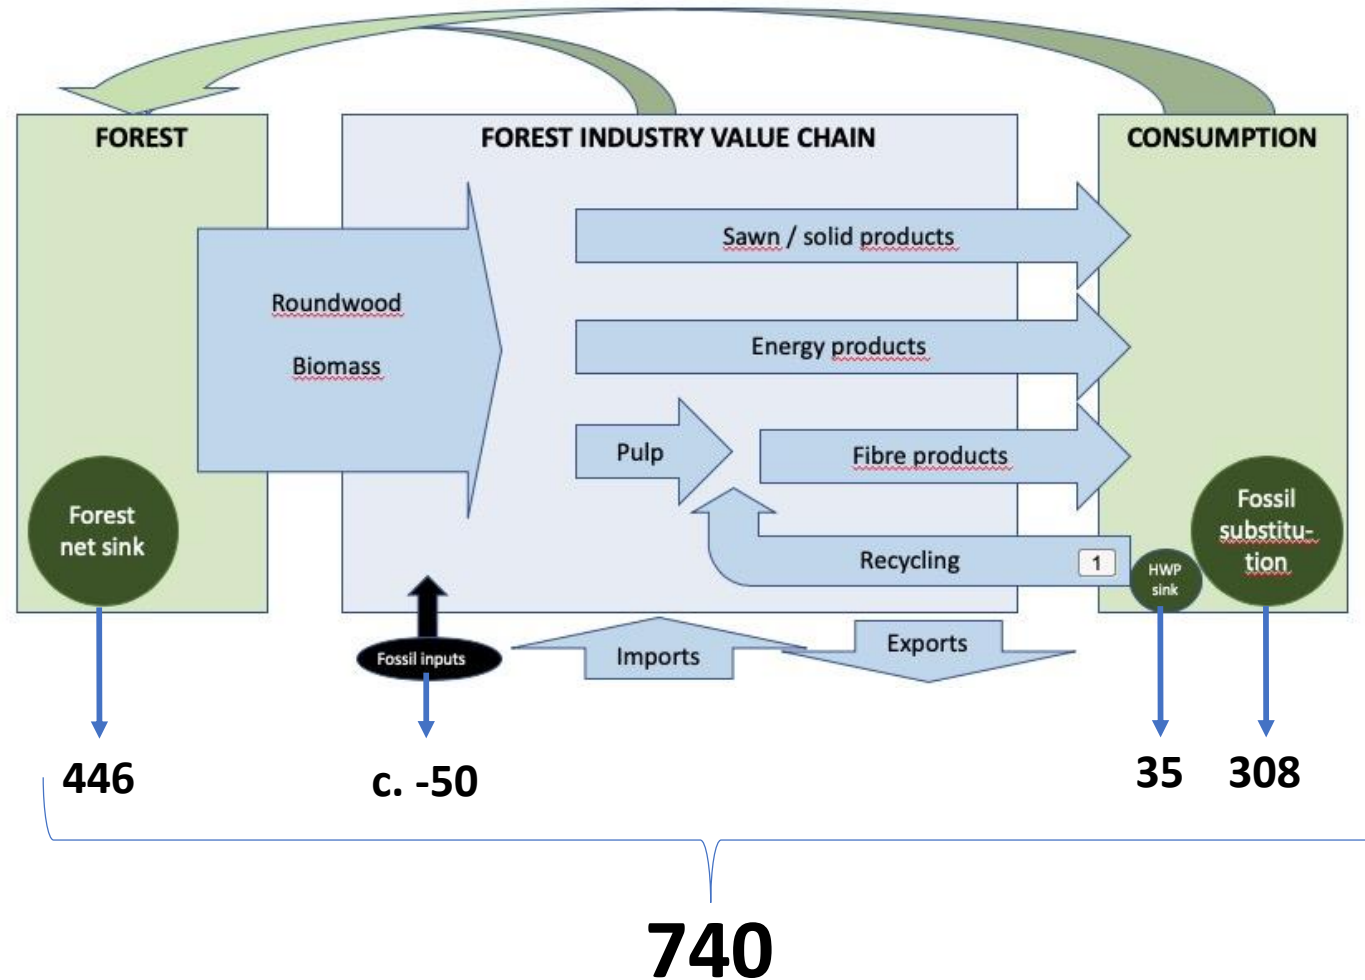 FOREST
FOREST INDUSTRY VALUE CHAIN
CONSUMPTION
Sawn / solid products
Roundwood
Biomass
Energy products
Pulp
Fibre products
Forest
net sink
Fossil
substitu-
tion
Recycling
1
HWP
sink
Fossil inputs
Imports
Exports
446
c. -50
35
308
740